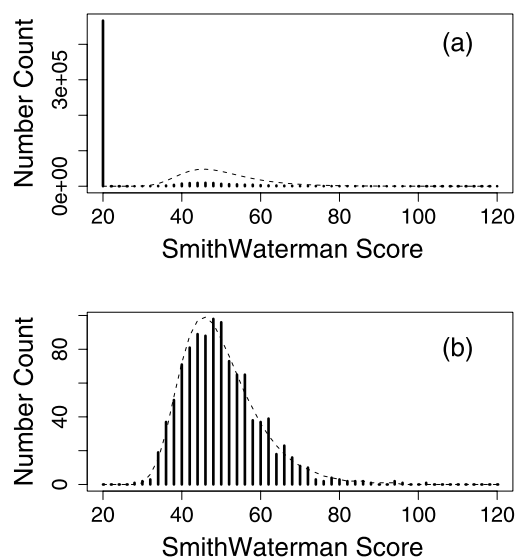 (a)
Number Count
3e+05
0e+00
20 40 60 80 100 120
SmithWaterman Score
(b)
Number Count
80
40
0
20 40 60 80 100 120
SmithWaterman Score